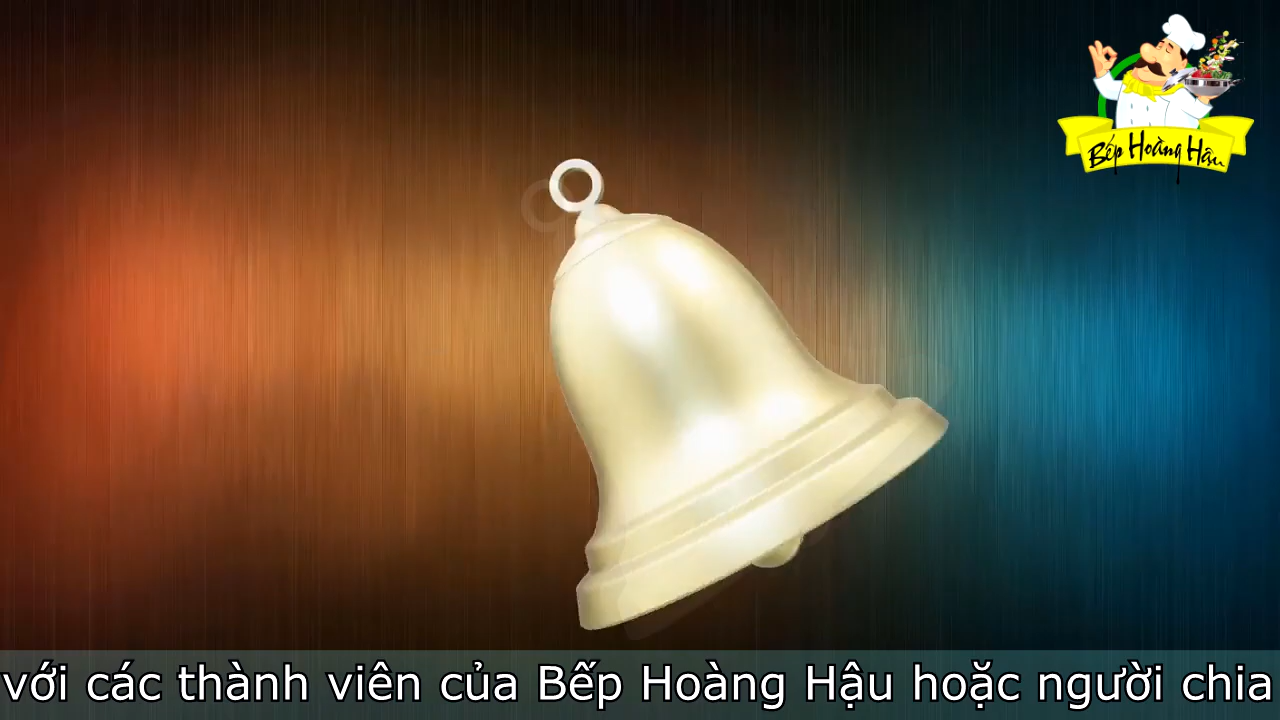 Bếp Hoàng Hậu
với các thành viên của Bếp Hoàng Hậu hoặc người chia